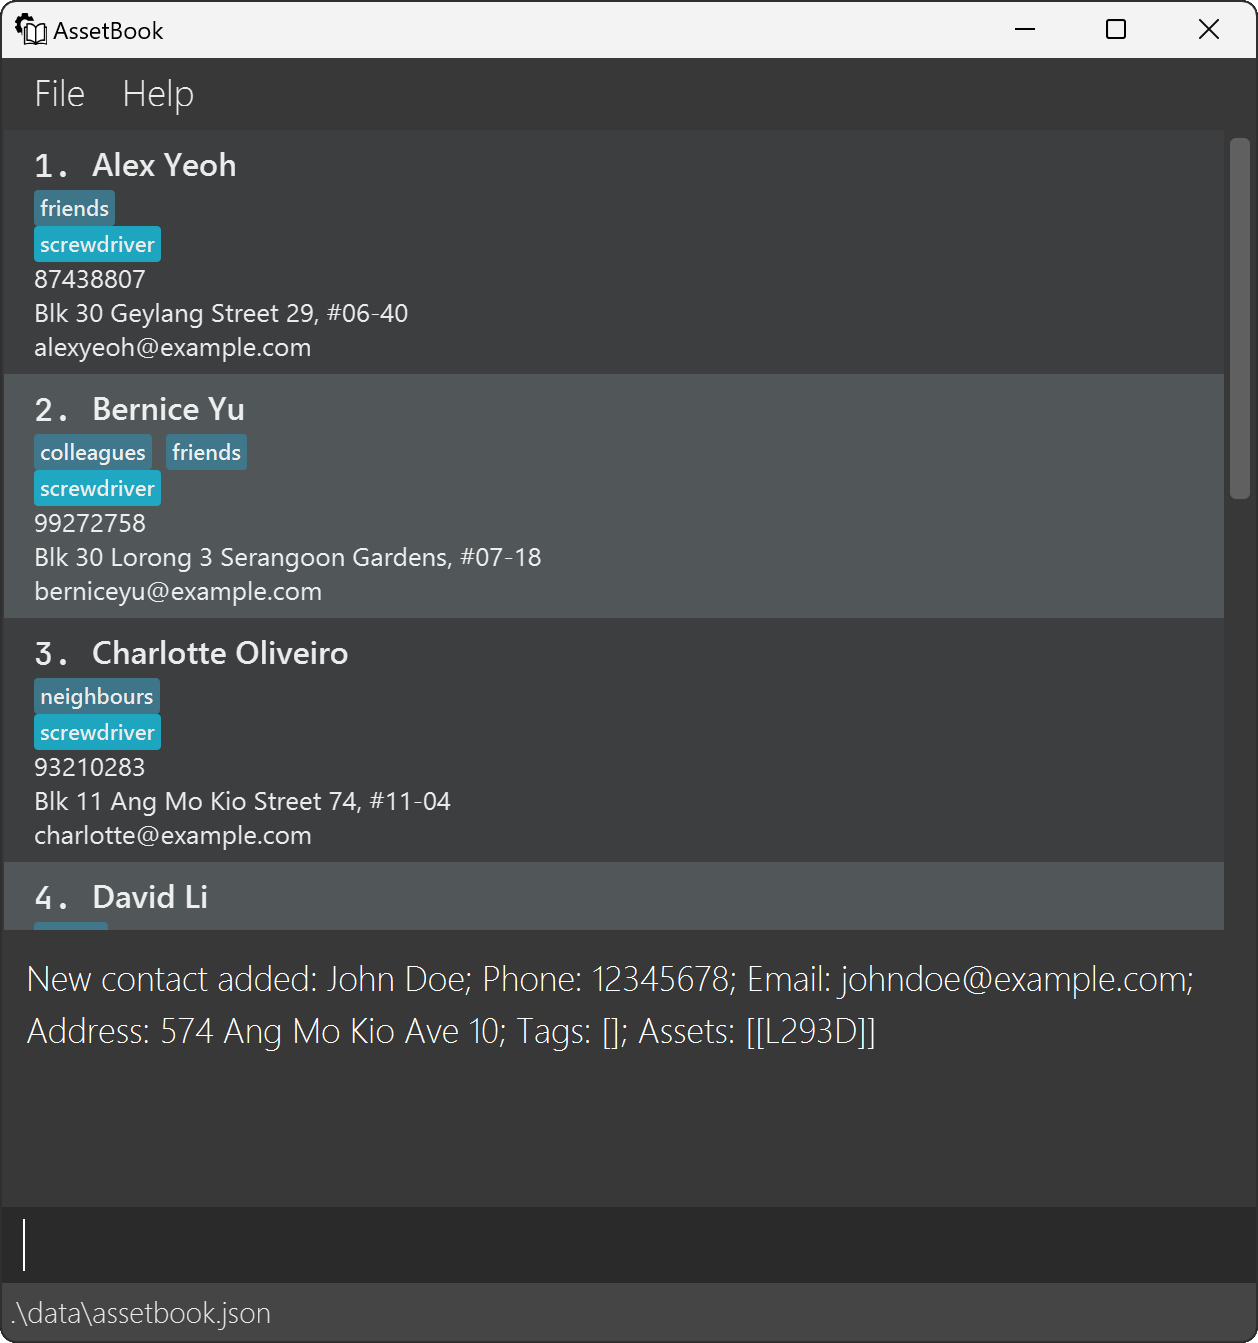 AssetBook
File Help
1. Alex Yeoh
friends
screwdriver
87438807
Blk 30 Geylang Street 29, #06-40
alexyeoh@example.com
2. Bernice Yu
colleagues friends
screwdriver
99272758
Blk 30 Lorong 3 Serangoon Gardens, #07-18
berniceyu@example.com
3. Charlotte Oliveiro
neighbours
screwdriver
93210283
Blk 11 Ang Mo Kio Street 74, #11-04
charlotte@example.com
4. David Li
New contact added: John Doe; Phone: 12345678; Email: johndoe@example.com;
Address: 574 Ang Mo Kio Ave 10; Tags: []; Assets: [[L293D]]
.\data\assetbook.json